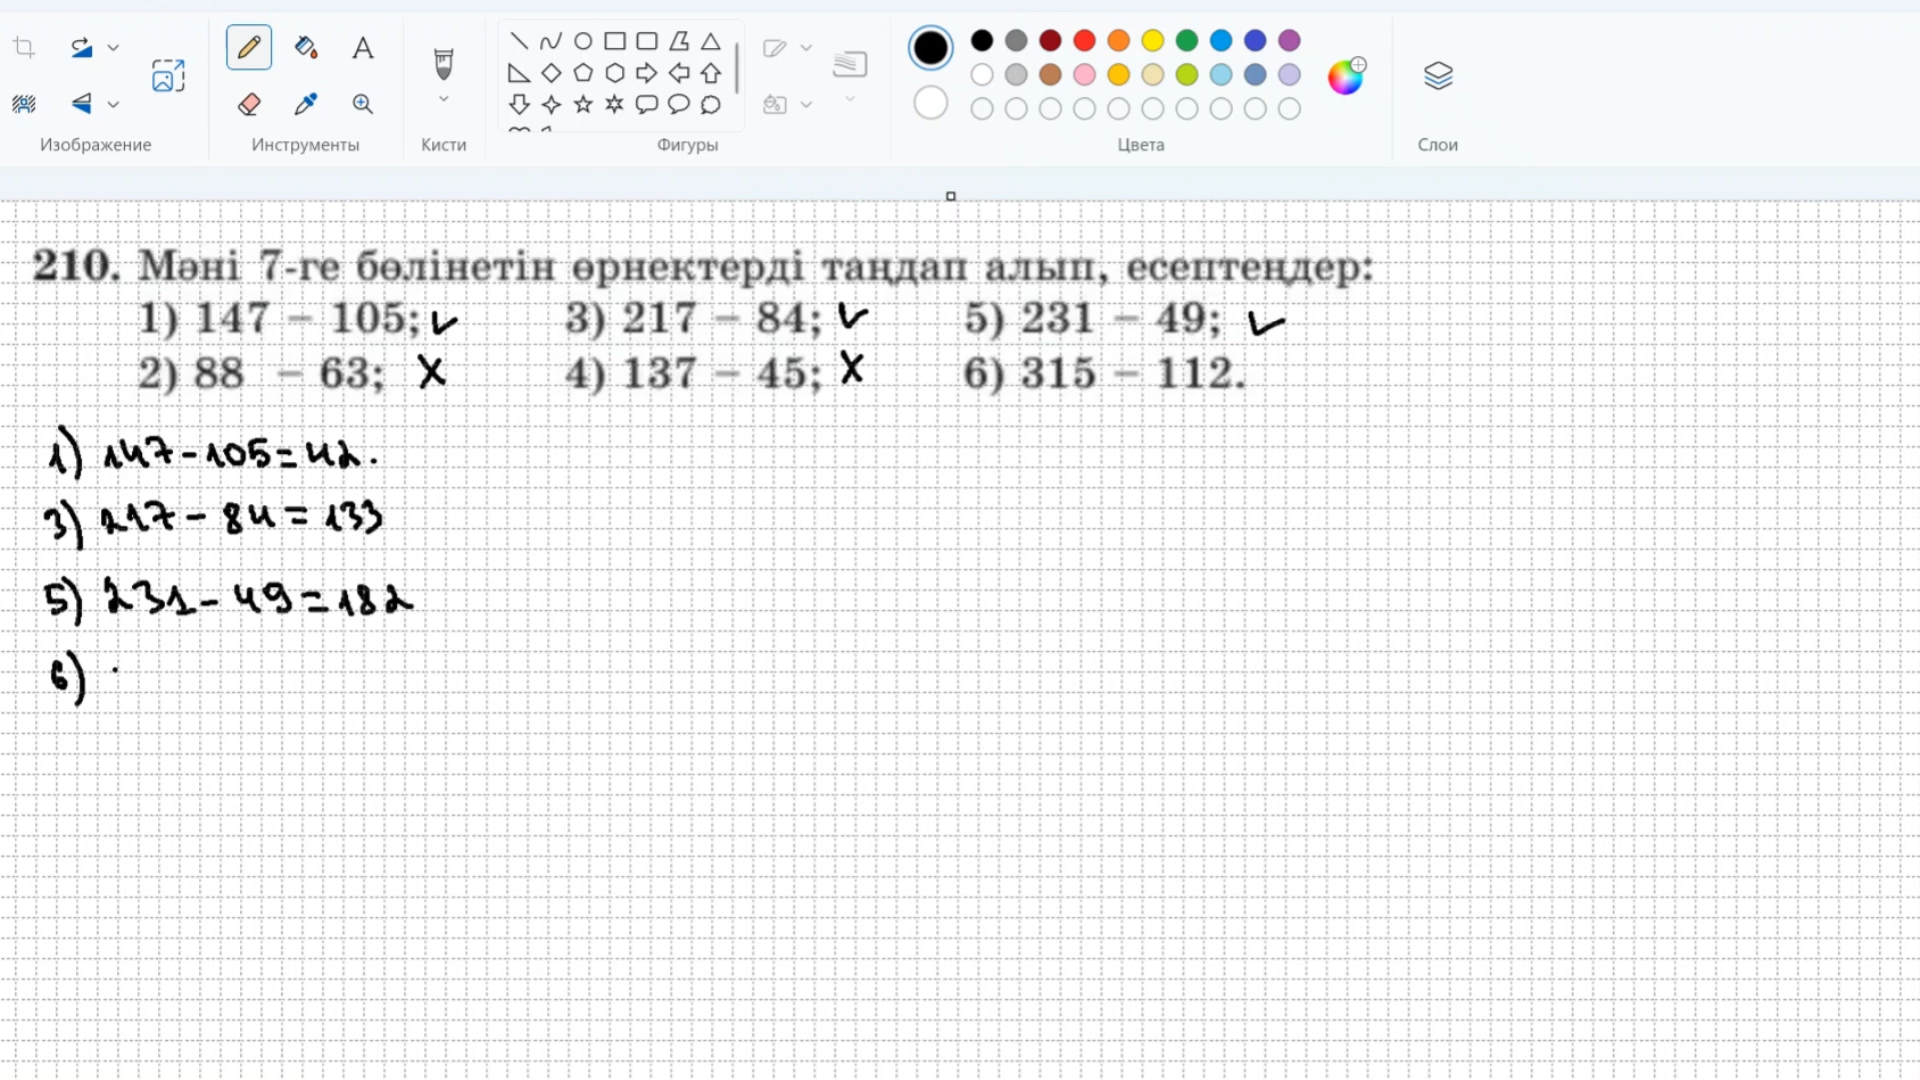 Изображение
Инструменты
Кисти
Фигуры
Цвета
Слои
210. Мәні 7-ге бөлінетін өрнектерді таңдап алып, есептеңдер:
1) 147 − 105; ✓ 3) 217 − 84; ✓ 5) 231 − 49; ✓
2) 88 − 63; X 4) 137 − 45; X 6) 315 − 112.
1) 147-105=42.
3) 217-84=133
5) 231-49=182
6)